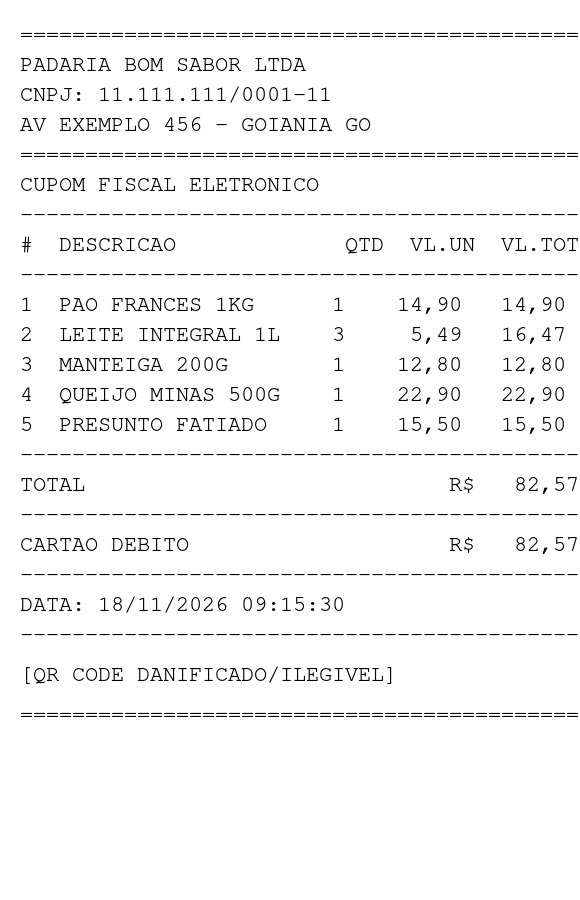 ===========================================
PADARIA BOM SABOR LTDA
CNPJ: 11.111.111/0001-11
AV EXEMPLO 456 - GOIANIA GO
===========================================
CUPOM FISCAL ELETRONICO
-------------------------------------------
#  DESCRICAO             QTD  VL.UN  VL.TOT
-------------------------------------------
1  PAO FRANCES 1KG      1    14,90   14,90
2  LEITE INTEGRAL 1L    3     5,49   16,47
3  MANTEIGA 200G        1    12,80   12,80
4  QUEIJO MINAS 500G    1    22,90   22,90
5  PRESUNTO FATIADO     1    15,50   15,50
-------------------------------------------
TOTAL                            R$   82,57
-------------------------------------------
CARTAO DEBITO                    R$   82,57
-------------------------------------------
DATA: 18/11/2026 09:15:30
-------------------------------------------
[QR CODE DANIFICADO/ILEGIVEL]
===========================================